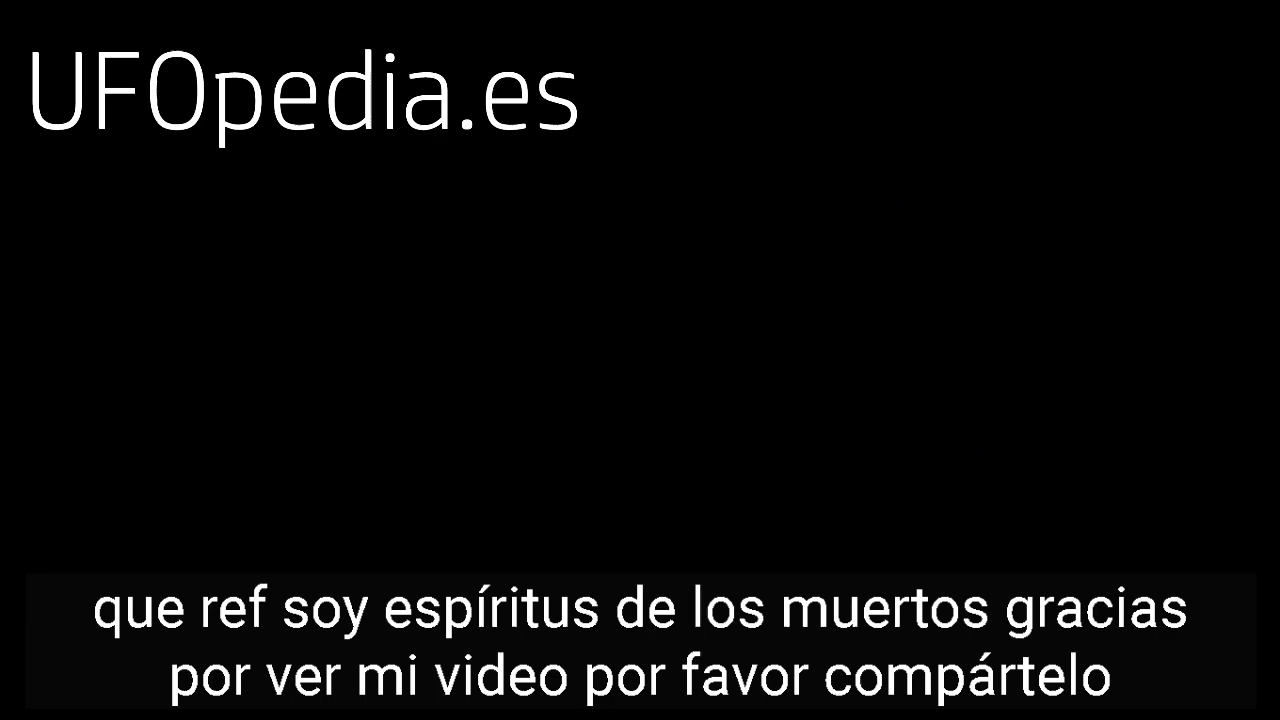 UFOpedia.es
que ref soy espíritus de los muertos gracias
por ver mi video por favor compártelo